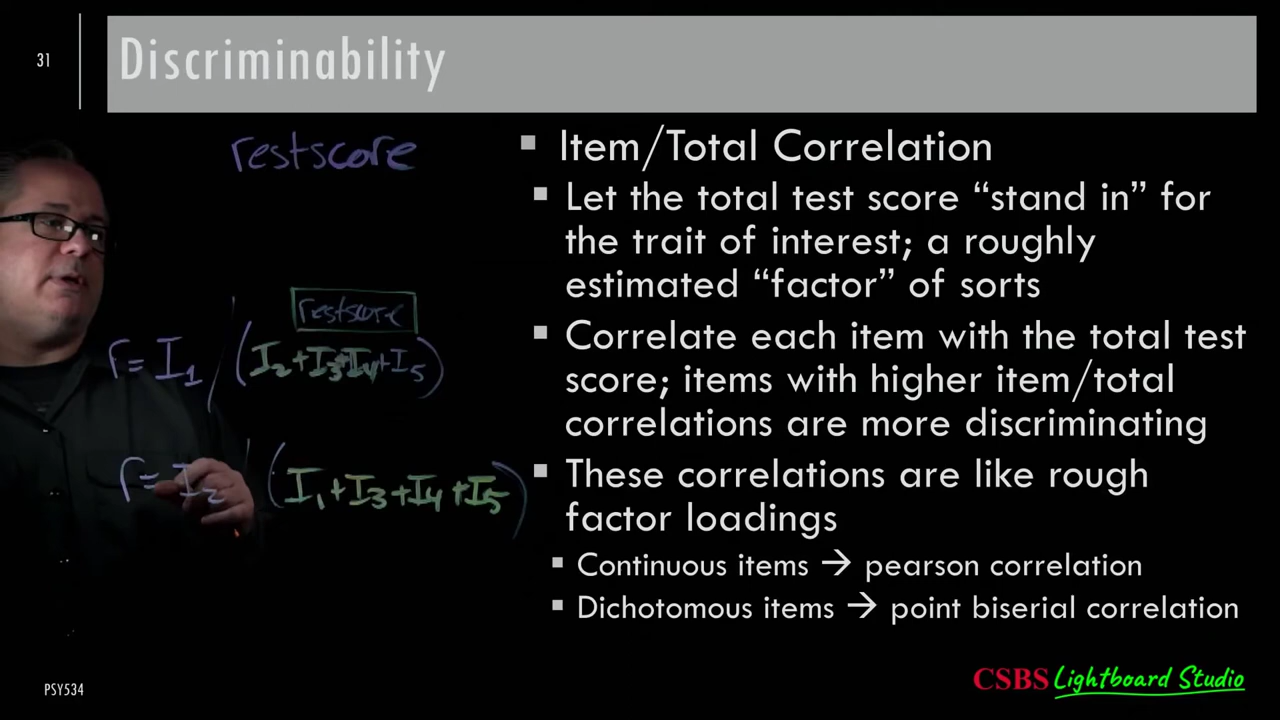 31
Discriminability
restscore
restscore
r= I1 / (I2+I3+I4+I5)
r= I2 / (I1+I3+I4+I5)
▪ Item/Total Correlation
▪ Let the total test score “stand in” for
the trait of interest; a roughly
estimated “factor” of sorts
▪ Correlate each item with the total test
score; items with higher item/total
correlations are more discriminating
▪ These correlations are like rough
factor loadings
▪ Continuous items → pearson correlation
▪ Dichotomous items → point biserial correlation
PSY534
CSBS Lightboard Studio